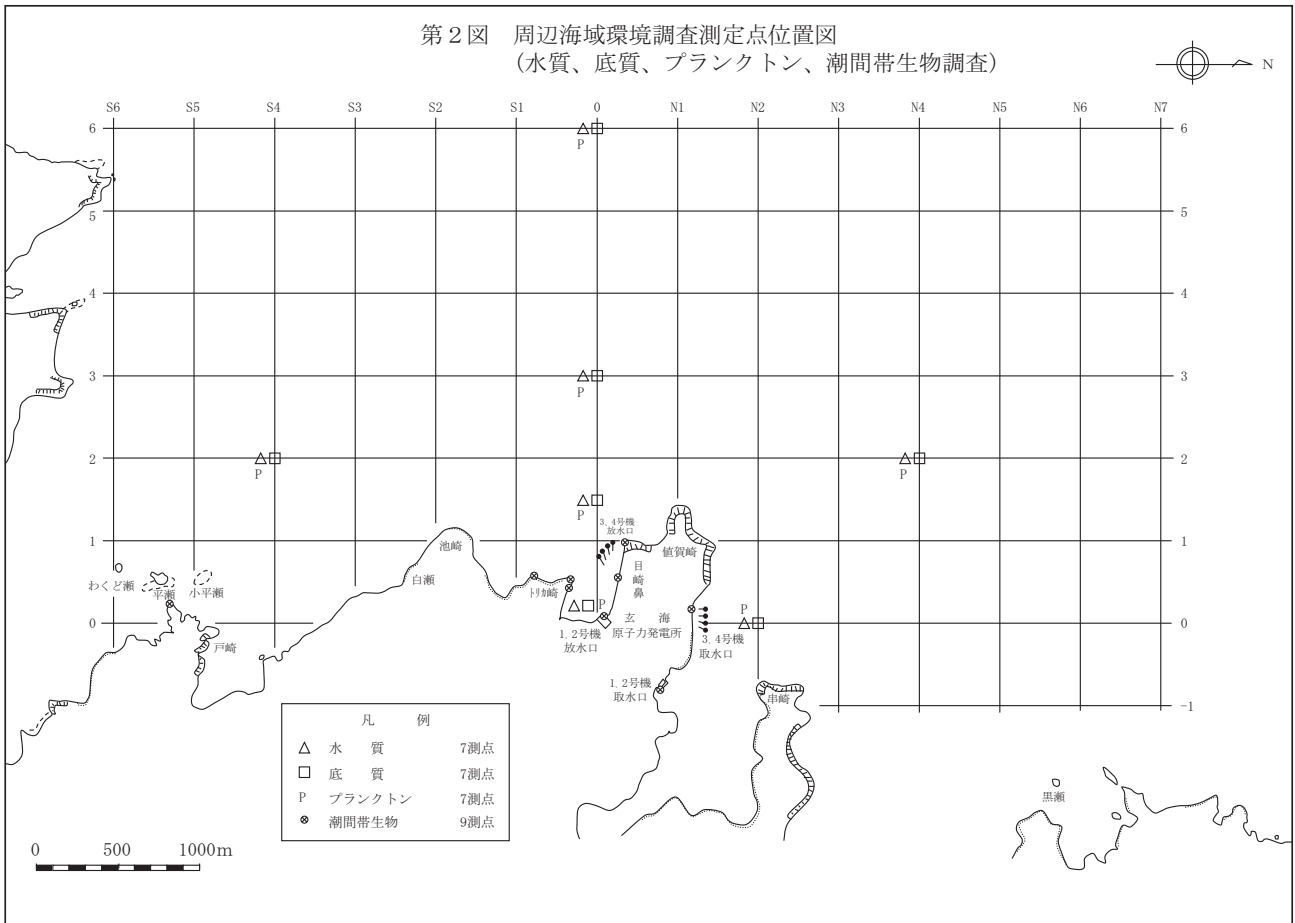 第２図　周辺海域環境調査測定点位置図
(水質、底質、プランクトン、潮間帯生物調査)
N
S6 S5 S4 S3 S2 S1 0 N1 N2 N3 N4 N5 N6 N7
6 6
P
5 5
4 4
3 3
P
2 2
P P
P
3,4号機
放水口
1 1
値賀崎
池崎
目崎鼻
わくど瀬
平瀬
小平瀬
白瀬
ﾄﾘｶ崎
P
P
0 0
玄海
原子力発電所
1,2号機
放水口
3,4号機
取水口
戸崎
1,2号機
取水口
串崎
-1
凡　例
△ 水　質 7測点
□ 底　質 7測点
P プランクトン 7測点
⊗ 潮間帯生物 9測点
黒瀬
0 500 1000m